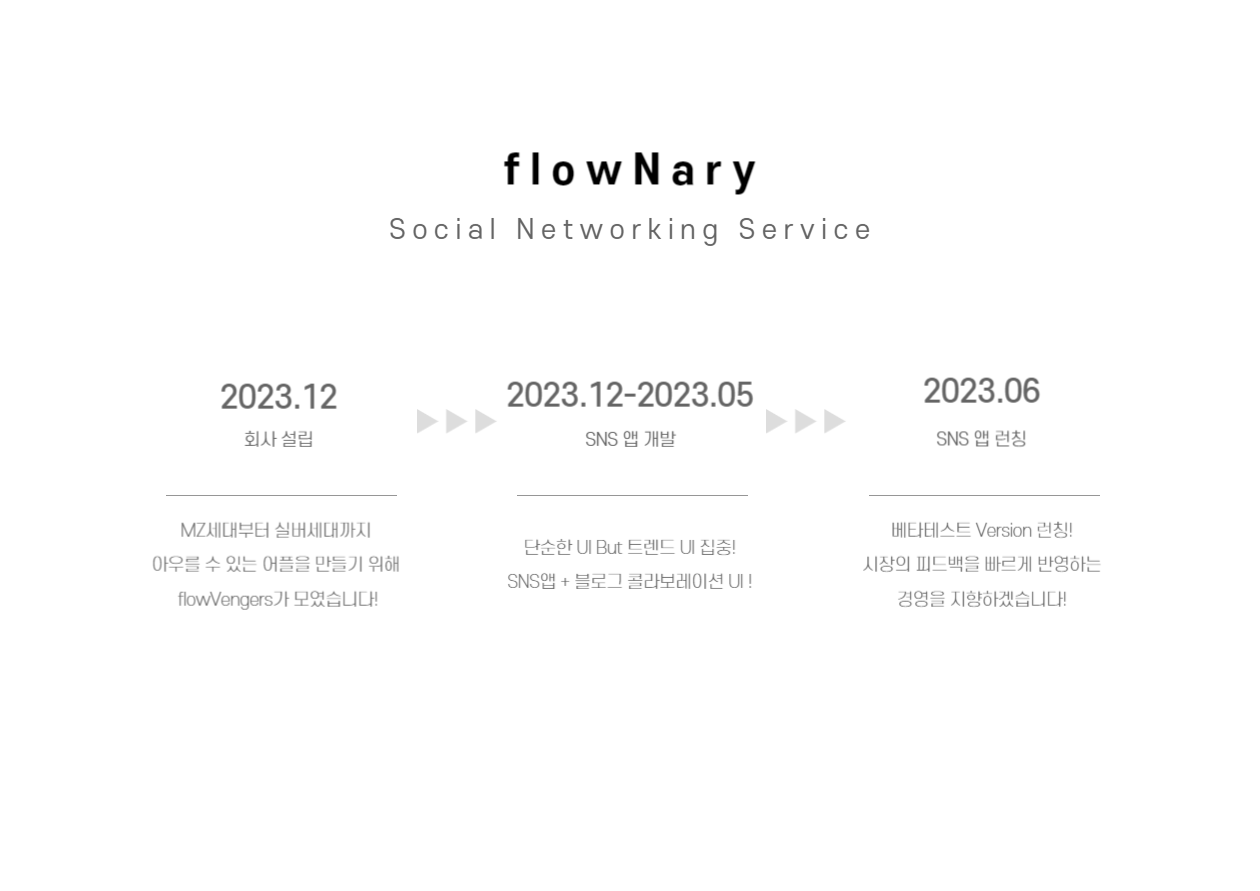 flowNary
Social Networking Service
2023.12
회사 설립
MZ세대부터 실버세대까지
아우를 수 있는 어플을 만들기 위해
flowVengers가 모였습니다!
2023.12-2023.05
SNS 앱 개발
단순한 UI But 트렌드 UI 집중!
SNS앱 + 블로그 콜라보레이션 UI !
2023.06
SNS 앱 런칭
베타테스트 Version 런칭!
시장의 피드백을 빠르게 반영하는
경영을 지향하겠습니다!